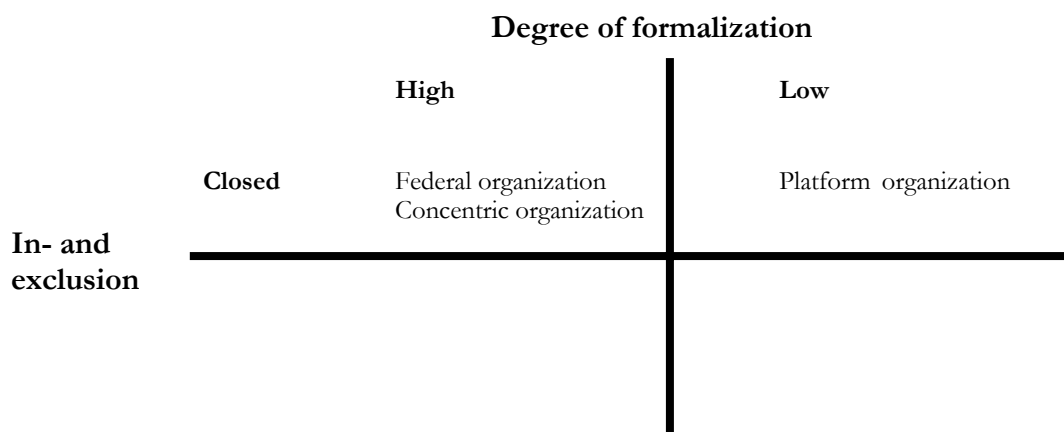 Degree of formalization
High Low
Closed Federal organization Platform organization
Concentric organization
In- and
exclusion